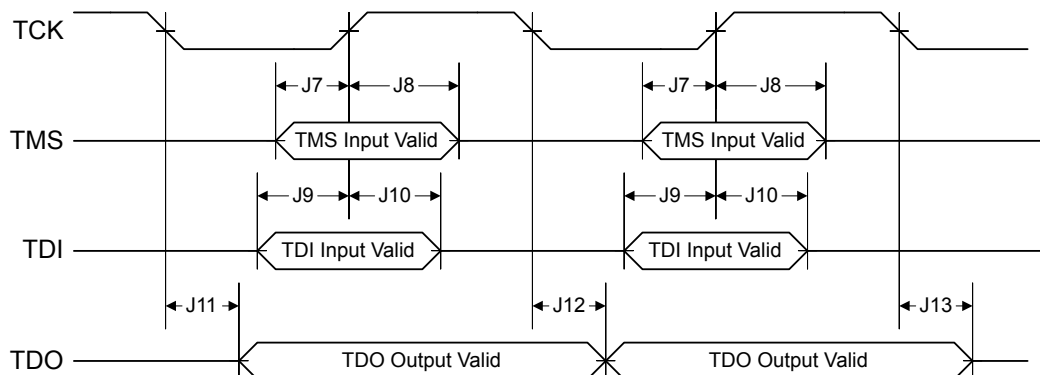 TCK
J7 J8 J7 J8
TMS TMS Input Valid TMS Input Valid
J9 J10 J9 J10
TDI TDI Input Valid TDI Input Valid
J11 J12 J13
TDO TDO Output Valid TDO Output Valid